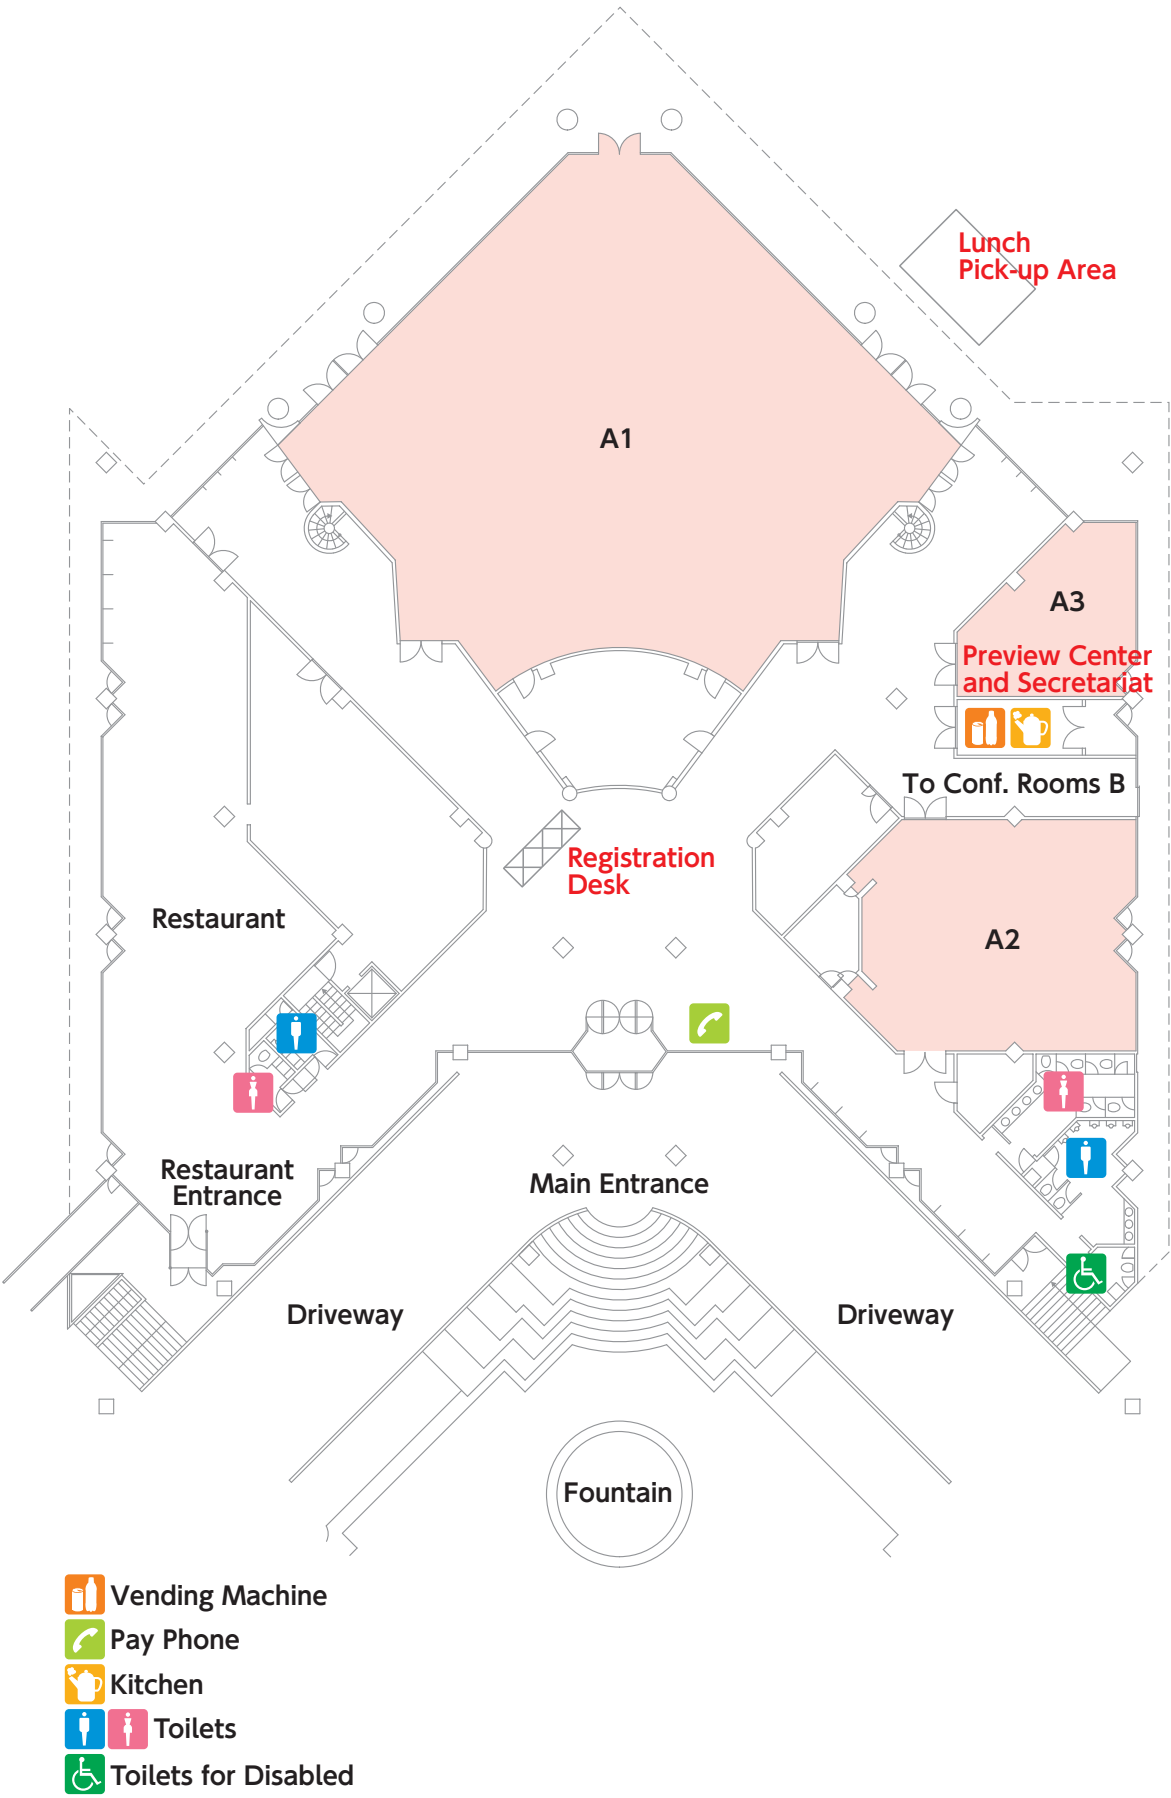 Lunch
Pick-up Area
A1
A3
Preview Center
and Secretariat
To Conf. Rooms B
Registration
Desk
Restaurant
A2
Restaurant
Entrance
Main Entrance
Driveway
Driveway
Fountain
Vending Machine
Pay Phone
Kitchen
Toilets
Toilets for Disabled